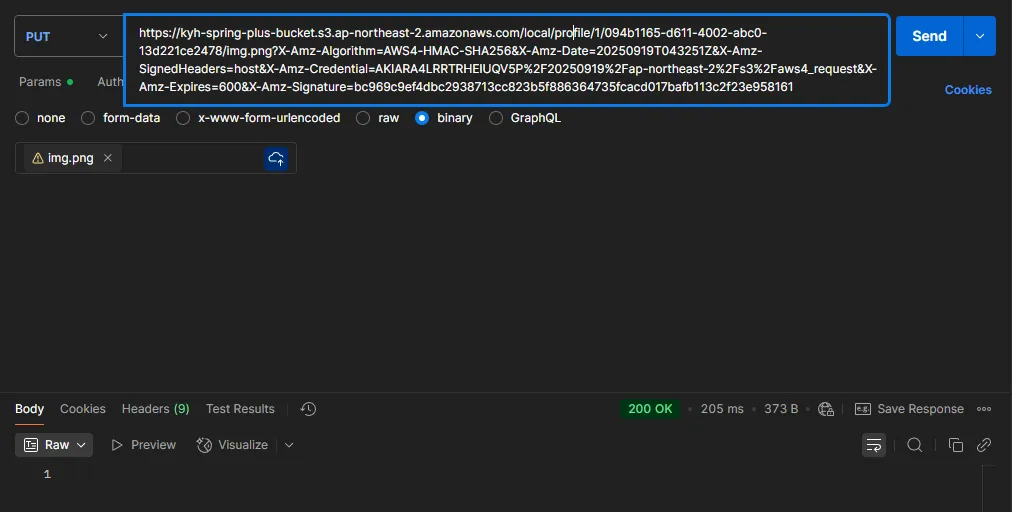 PUT
https://kyh-spring-plus-bucket.s3.ap-northeast-2.amazonaws.com/local/profile/1/094b1165-d611-4002-abc0-
13d221ce2478/img.png?X-Amz-Algorithm=AWS4-HMAC-SHA256&X-Amz-Date=20250919T043251Z&X-Amz-
SignedHeaders=host&X-Amz-Credential=AKIARA4LRRTRHEIUQV5P%2F20250919%2Fap-northeast-2%2Fs3%2Faws4_request&X-
Amz-Expires=600&X-Amz-Signature=bc969c9ef4dbc2938713cc823b5f886364735fcacd017bafb113c2f23e958161
Send
Params Auth
Cookies
none form-data x-www-form-urlencoded raw binary GraphQL
img.png
Body Cookies Headers (9) Test Results 200 OK 205 ms 373 B e.g. Save Response
Raw Preview Visualize
1